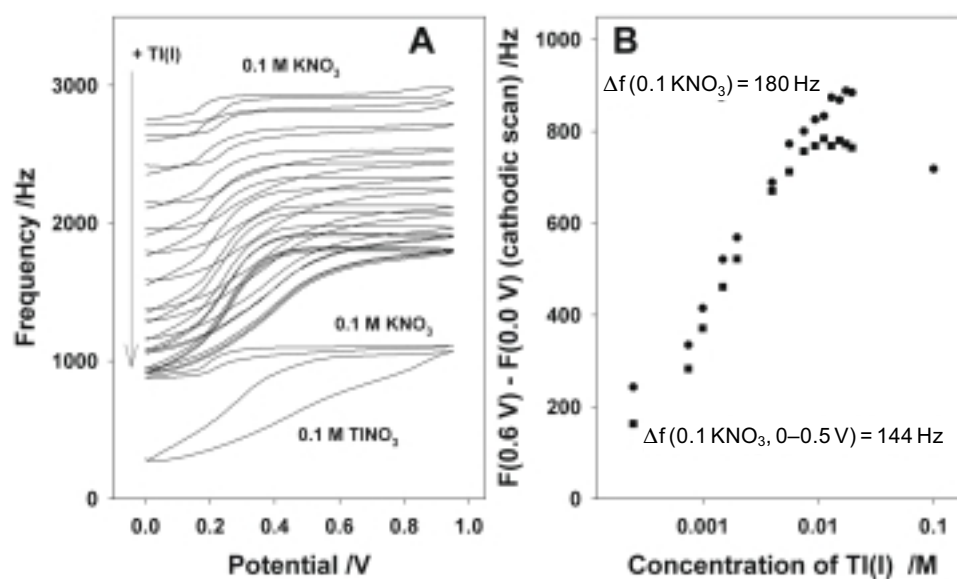 A
+ Tl(I)
0.1 M KNO₃
3000
2000
1000
0
Frequency /Hz
0.1 M KNO₃
0.1 M TlNO₃
0.0 0.2 0.4 0.6 0.8 1.0
Potential /V
B
1000
800
600
400
200
0
F(0.6 V) - F(0.0 V) (cathodic scan) /Hz
Δf (0.1 KNO₃) = 180 Hz
Δf (0.1 KNO₃, 0–0.5 V) = 144 Hz
0.001 0.01 0.1
Concentration of Tl(I) /M